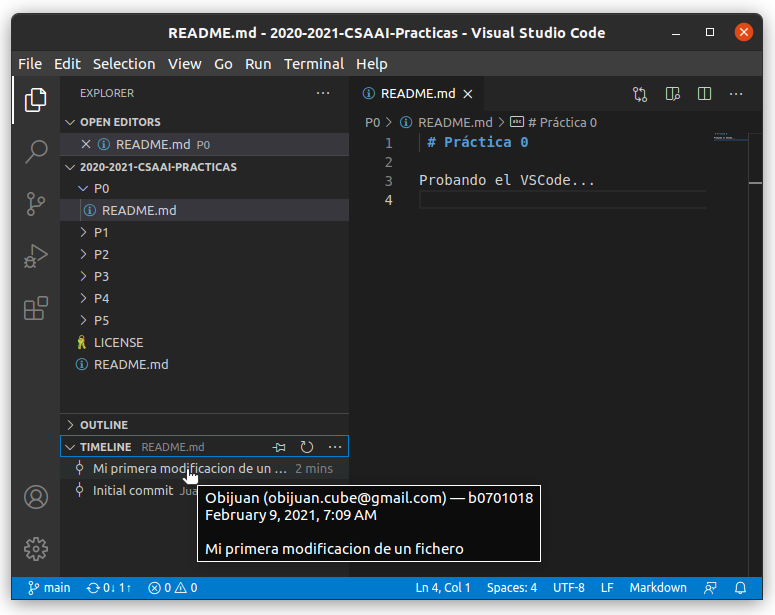 README.md - 2020-2021-CSAAI-Practicas - Visual Studio Code
File Edit Selection View Go Run Terminal Help
EXPLORER
OPEN EDITORS
README.md P0
2020-2021-CSAAI-PRACTICAS
P0
README.md
P1
P2
P3
P4
P5
LICENSE
README.md
OUTLINE
TIMELINE README.md
Mi primera modificacion de un ... 2 mins
Initial commit Jua
README.md
P0 > README.md > # Práctica 0
1 # Práctica 0
2
3 Probando el VSCode...
4
Obijuan (obijuan.cube@gmail.com) — b0701018
February 9, 2021, 7:09 AM
Mi primera modificacion de un fichero
main 0↓ 1↑ 0 0 Ln 4, Col 1 Spaces: 4 UTF-8 LF Markdown